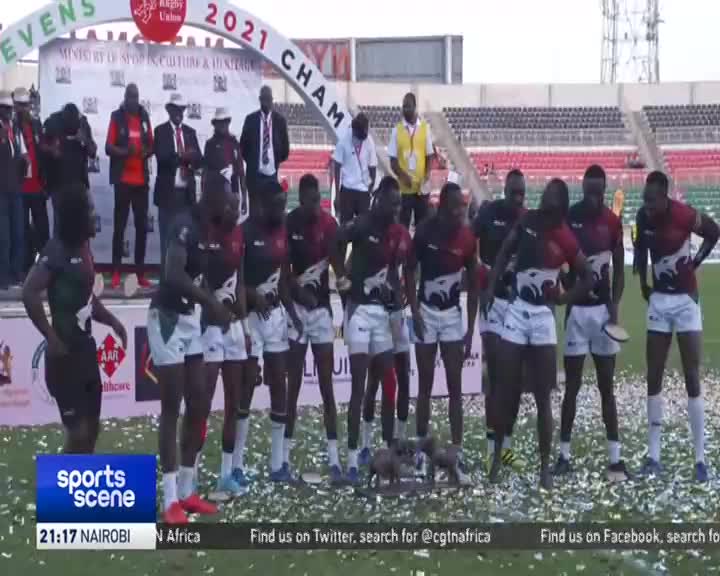 EVENS
Rugby
Union
2021 CHAM
MINISTRY OF SPORTS, CULTURE & HERITAGE
AAR
Healthcare
sports
scene
21:17 NAIROBI
N Africa Find us on Twitter, search for @cgtnafrica Find us on Facebook, search fo